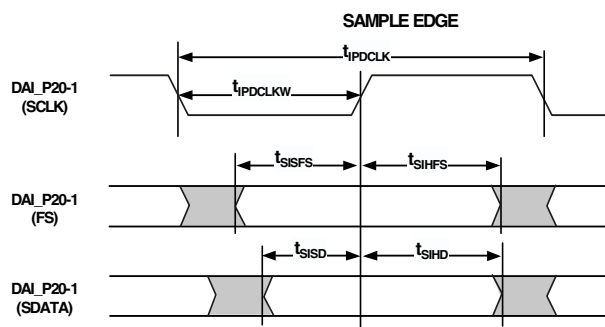 SAMPLE EDGE
tIPDCLK
DAI_P20-1
(SCLK)
tIPDCLKW
tSISFS
tSIHFS
DAI_P20-1
(FS)
tSISD
tSIHD
DAI_P20-1
(SDATA)